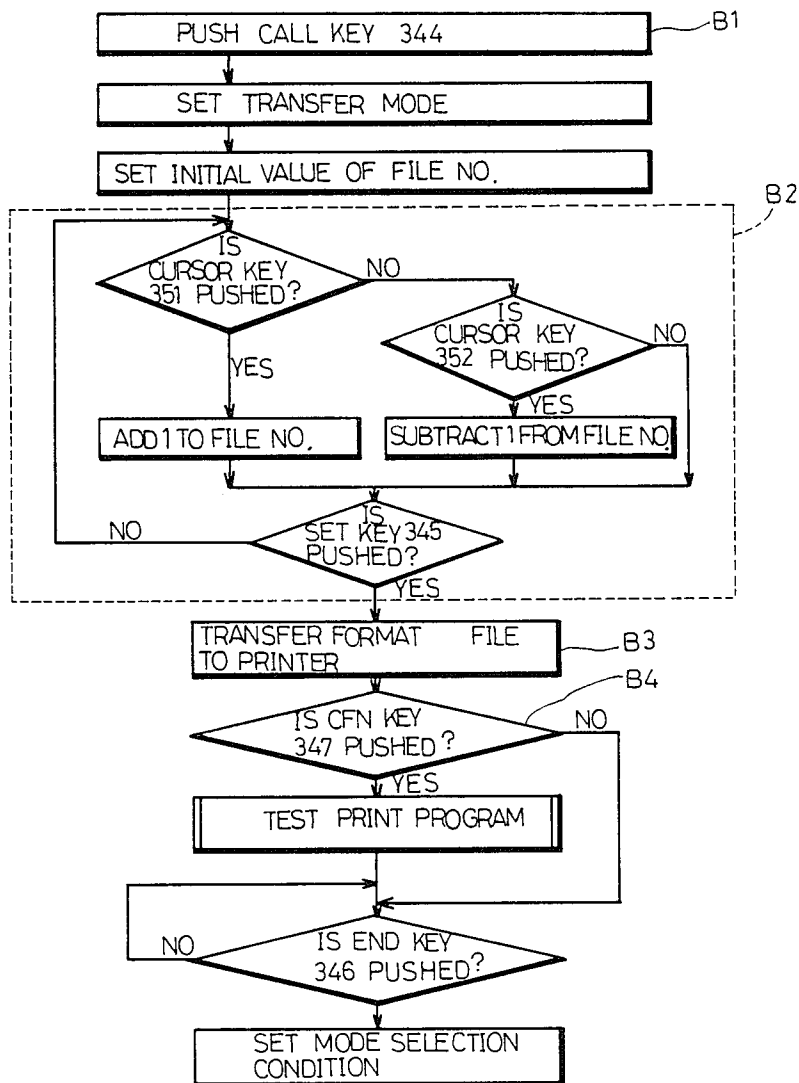 PUSH CALL KEY 344
B1
SET TRANSFER MODE
SET INITIAL VALUE OF FILE NO.
B2
IS
CURSOR KEY
351 PUSHED?
NO
IS
CURSOR KEY
352 PUSHED?
NO
YES
YES
ADD 1 TO FILE NO.
SUBTRACT 1 FROM FILE NO.
IS
SET KEY 345
PUSHED?
NO
YES
TRANSFER FORMAT FILE
TO PRINTER
B3
B4
IS CFN KEY
347 PUSHED?
NO
YES
TEST PRINT PROGRAM
IS END KEY
346 PUSHED?
NO
SET MODE SELECTION
CONDITION